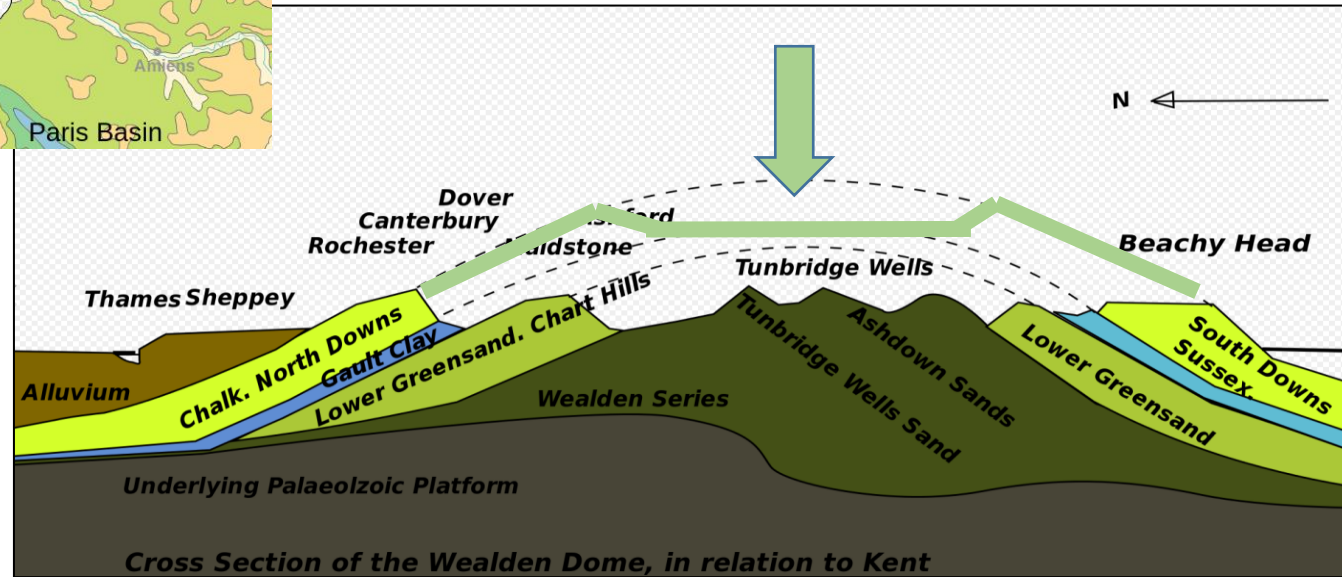 Amiens
Paris Basin
N
Dover
Canterbury
Rochester
Maidstone
Beachy Head
Tunbridge Wells
Thames Sheppey
Chalk. North Downs
Gault Clay
Lower Greensand. Chart Hills
Alluvium
Wealden Series
Tunbridge Wells Sand
Ashdown Sands
Lower Greensand
South Downs
Sussex.
Underlying Palaeolzoic Platform
Cross Section of the Wealden Dome, in relation to Kent